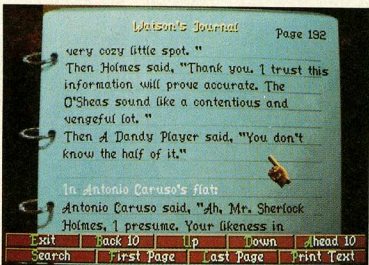 Watson's Journal
Page 192
very cozy little spot. "
Then Holmes said, "Thank you. I trust this
information will prove accurate. The
O'Sheas sound like a contentious and
vengeful lot. "
Then A Dandy Player said, "You don't
know the half of it."
In Antonio Caruso's flat:
Antonio Caruso said, "Ah, Mr. Sherlock
Holmes, I presume. Your likeness in
Exit Back 10 Up Down Ahead 10
Search First Page Last Page Print Text